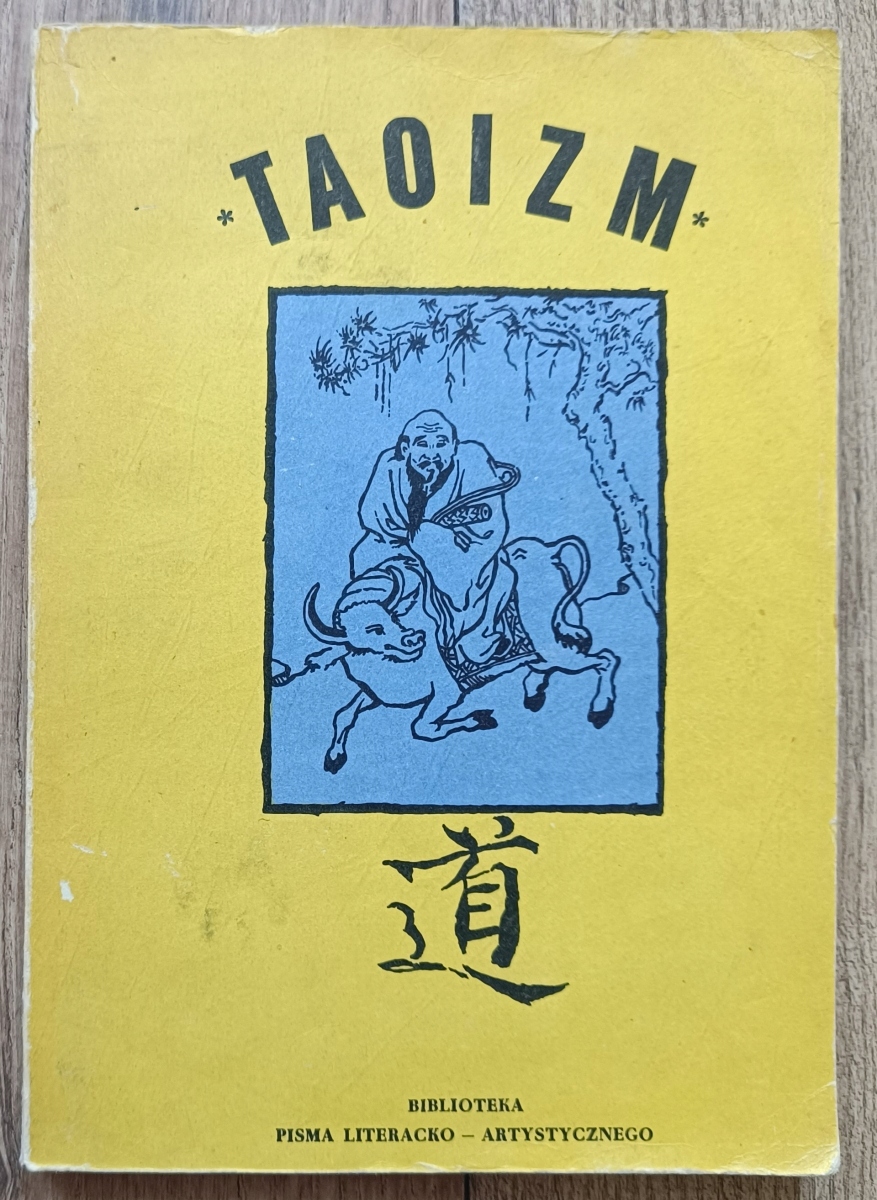 * TAOIZM *
道
BIBLIOTEKA
PISMA LITERACKO – ARTYSTYCZNEGO